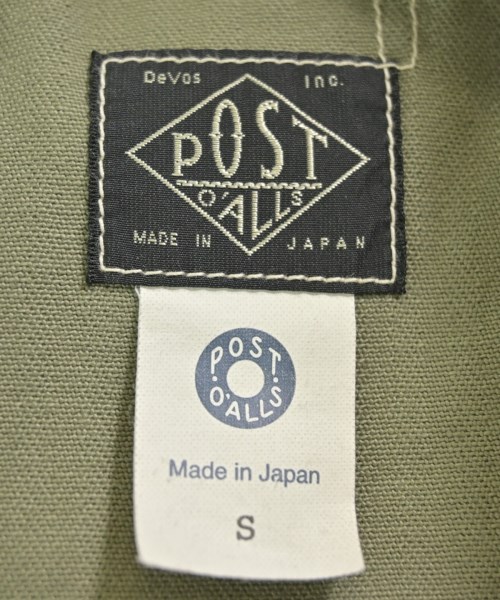 DeVos Inc.
POST
O'ALLS
MADE IN JAPAN
POST
O'ALLS
Made in Japan
S